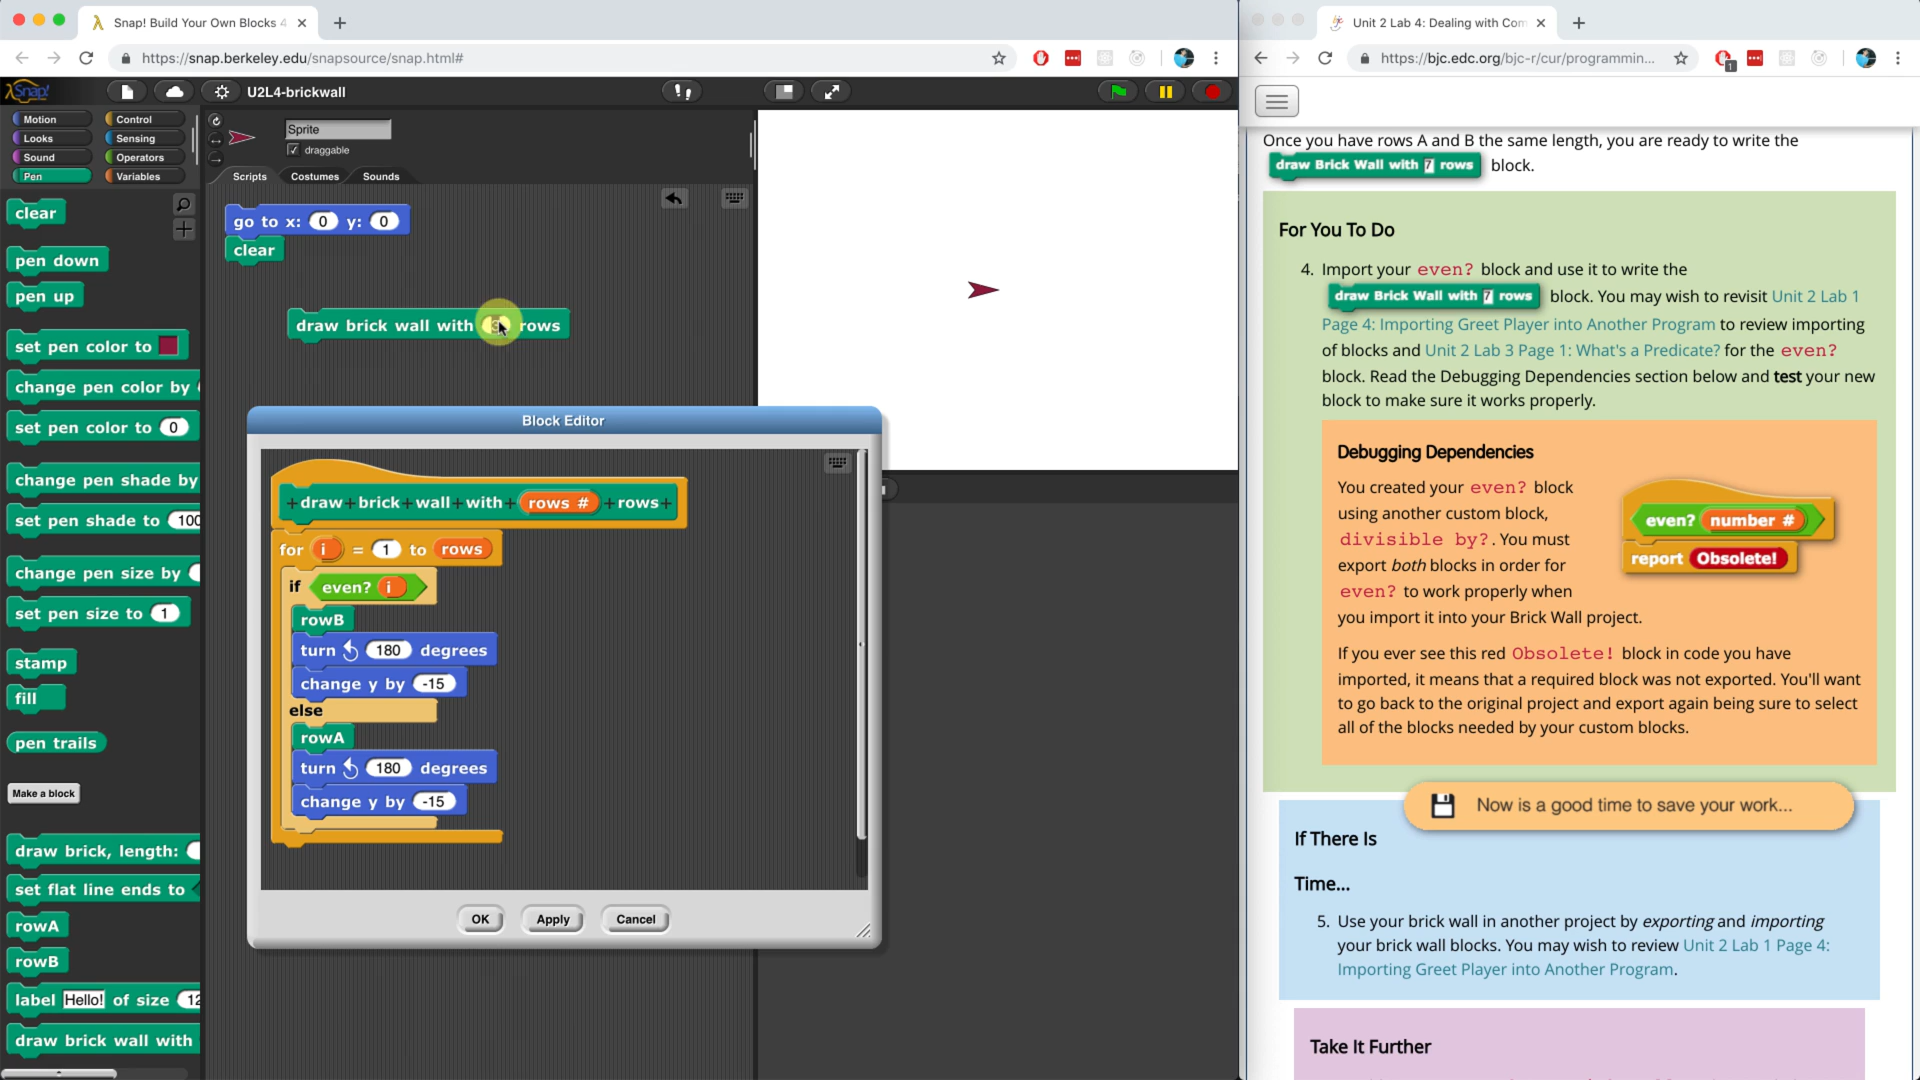 Snap! Build Your Own Blocks 4
https://snap.berkeley.edu/snapsource/snap.html#
Snap!
U2L4-brickwall
Motion
Control
Looks
Sensing
Sound
Operators
Pen
Variables
clear
pen down
pen up
set pen color to
change pen color by
set pen color to 0
change pen shade by
set pen shade to 100
change pen size by
set pen size to 1
stamp
fill
pen trails
Make a block
draw brick, length:
set flat line ends to
rowA
rowB
label Hello! of size 12
draw brick wall with
Sprite
draggable
Scripts
Costumes
Sounds
go to x: 0 y: 0
clear
draw brick wall with rows
Block Editor
+draw+brick+wall+with+ rows # +rows+
for i = 1 to rows
if even? i
rowB
turn 180 degrees
change y by -15
else
rowA
turn 180 degrees
change y by -15
OK
Apply
Cancel
Unit 2 Lab 4: Dealing with Com
https://bjc.edc.org/bjc-r/cur/programmin...
1
Once you have rows A and B the same length, you are ready to write the
draw Brick Wall with 7 rows block.
For You To Do
4. Import your even? block and use it to write the
draw Brick Wall with 7 rows block. You may wish to revisit Unit 2 Lab 1
Page 4: Importing Greet Player into Another Program to review importing
of blocks and Unit 2 Lab 3 Page 1: What's a Predicate? for the even?
block. Read the Debugging Dependencies section below and test your new
block to make sure it works properly.
Debugging Dependencies
You created your even? block
using another custom block,
divisible by?. You must
export both blocks in order for
even? to work properly when
you import it into your Brick Wall project.
even? number #
report Obsolete!
If you ever see this red Obsolete! block in code you have
imported, it means that a required block was not exported. You'll want
to go back to the original project and export again being sure to select
all of the blocks needed by your custom blocks.
Now is a good time to save your work...
If There Is
Time...
5. Use your brick wall in another project by exporting and importing
your brick wall blocks. You may wish to review Unit 2 Lab 1 Page 4:
Importing Greet Player into Another Program.
Take It Further